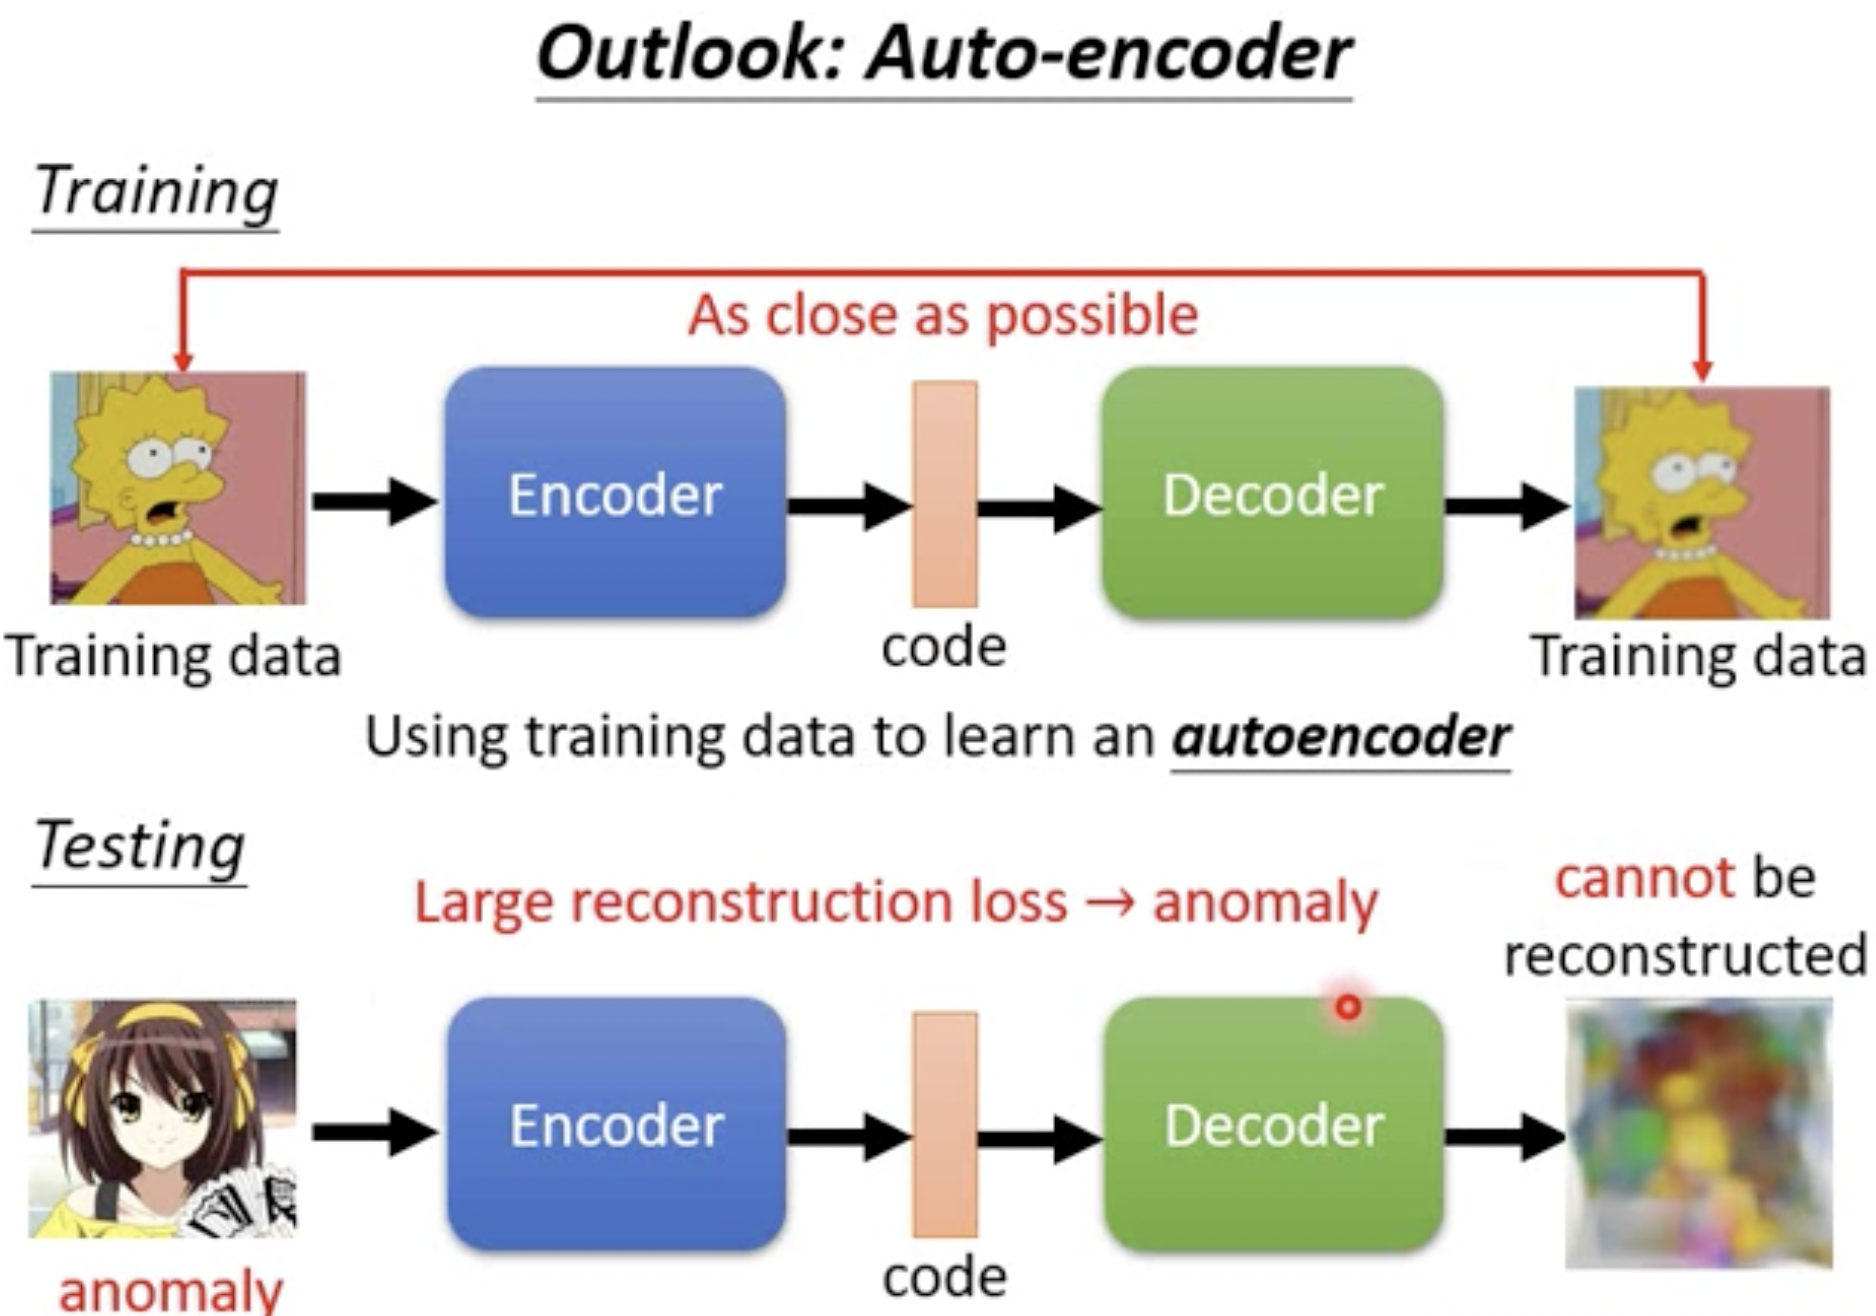 Outlook: Auto-encoder
Training
As close as possible
Encoder
Decoder
Training data
code
Training data
Using training data to learn an autoencoder
Testing
Large reconstruction loss → anomaly
cannot be
reconstructed
Encoder
Decoder
anomaly
code